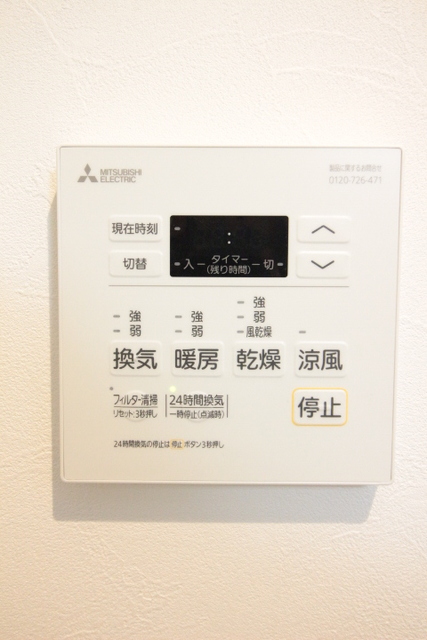 MITSUBISHI
ELECTRIC
製品に関するお問合せ
0120-726-471
現在時刻
:
切替
入 タイマー 切
(残り時間)
強 強 強
弱 弱 弱
風乾燥
換気 暖房 乾燥 涼風
フィルター清掃 24時間換気
リセット:3秒押し 一時停止(点滅時)
停止
24時間換気の停止は 停止 ボタン3秒押し